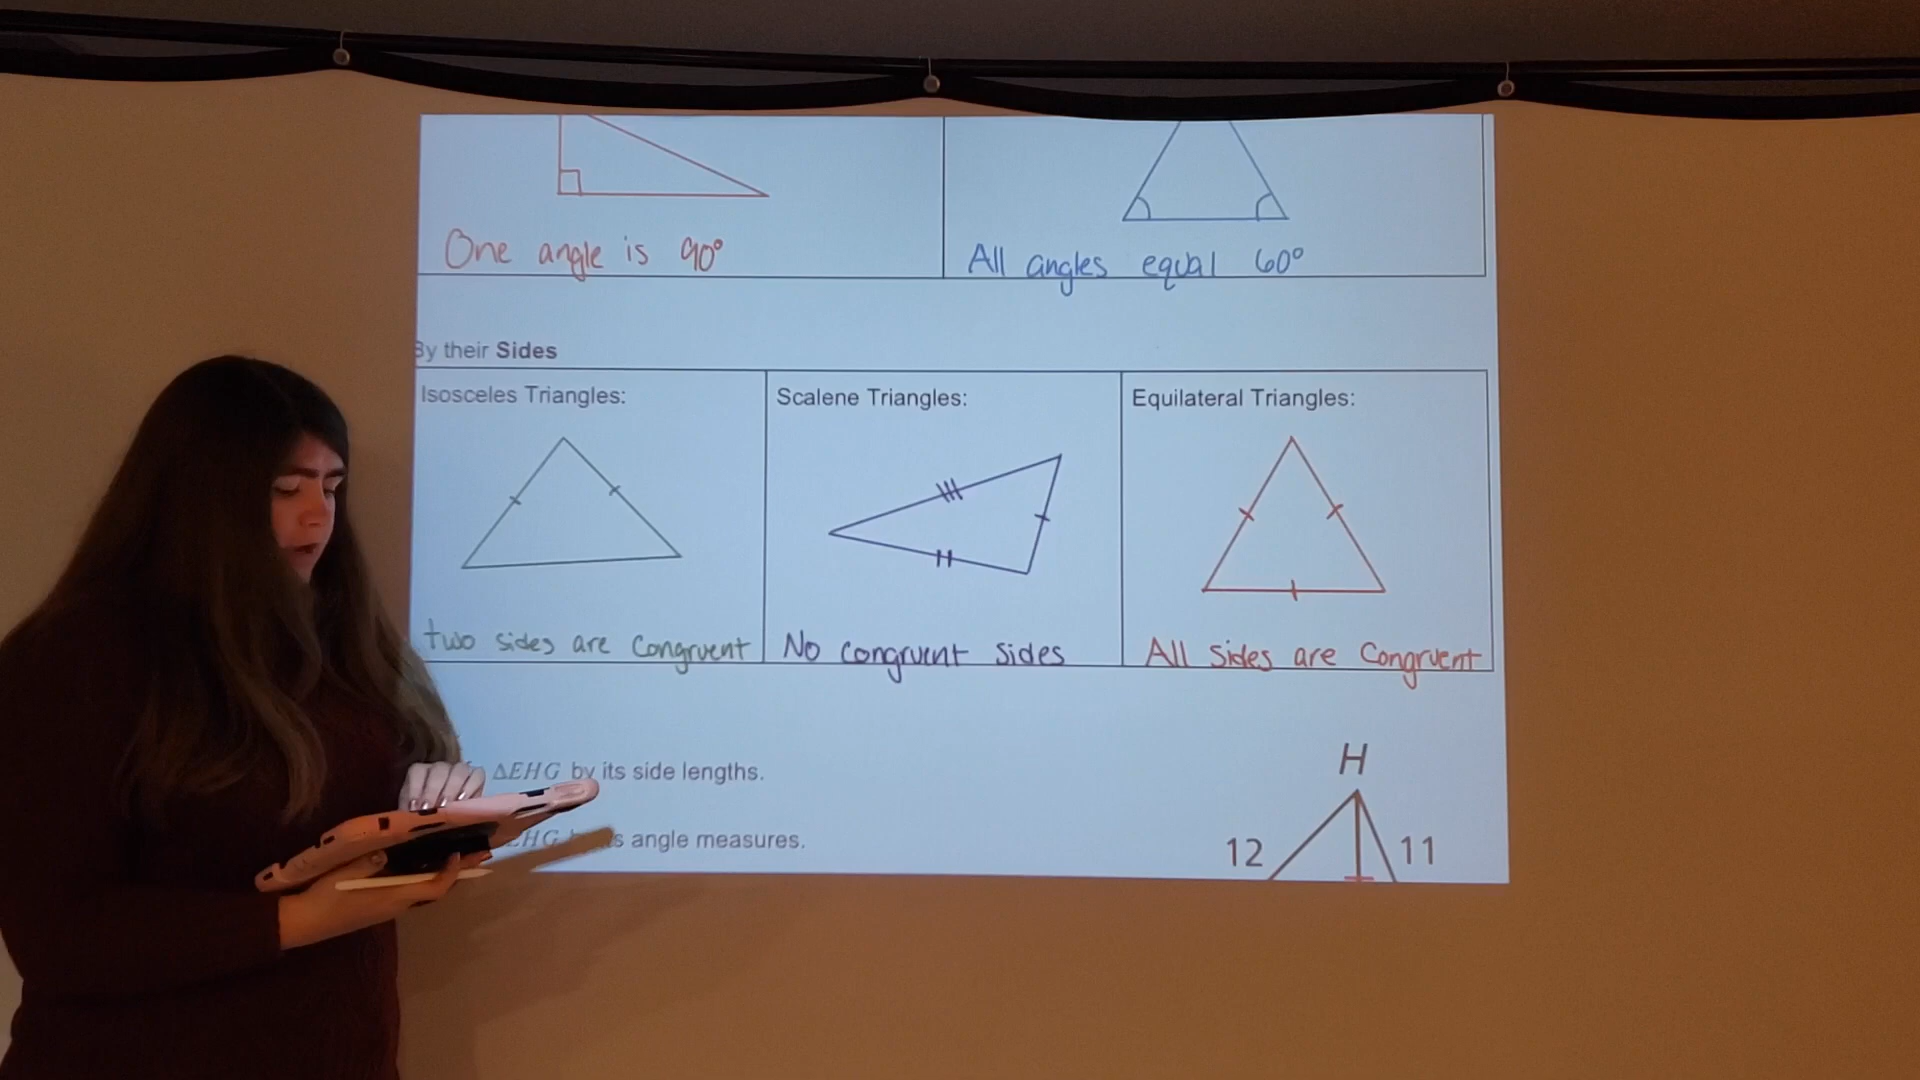 One angle is 90°
All angles equal 60°
By their Sides
Isosceles Triangles:
Scalene Triangles:
Equilateral Triangles:
two sides are congruent
No congruent sides
All sides are congruent
ΔEHG by its side lengths.
HG angle measures.
H
12
11